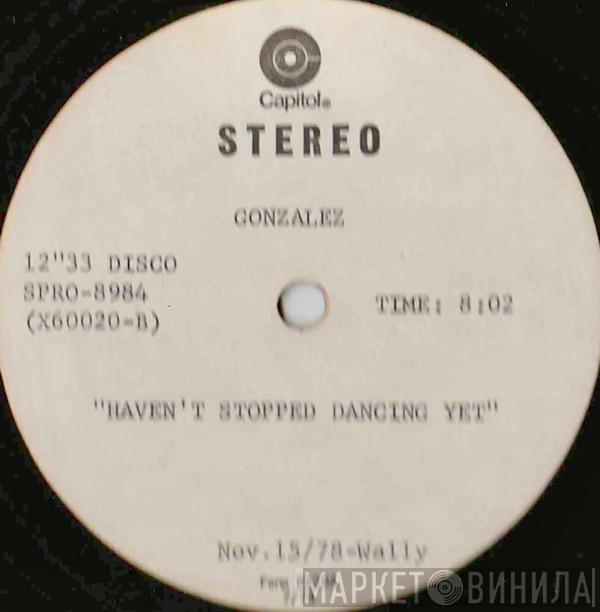 Capitol®
STEREO
GONZALEZ
12"33 DISCO
SPRO-8984
(X60020-B)
TIME: 8:02
"HAVEN'T STOPPED DANCING YET"
Nov.15/78-Wally
Form
МАРКЕТ ВИНИЛА